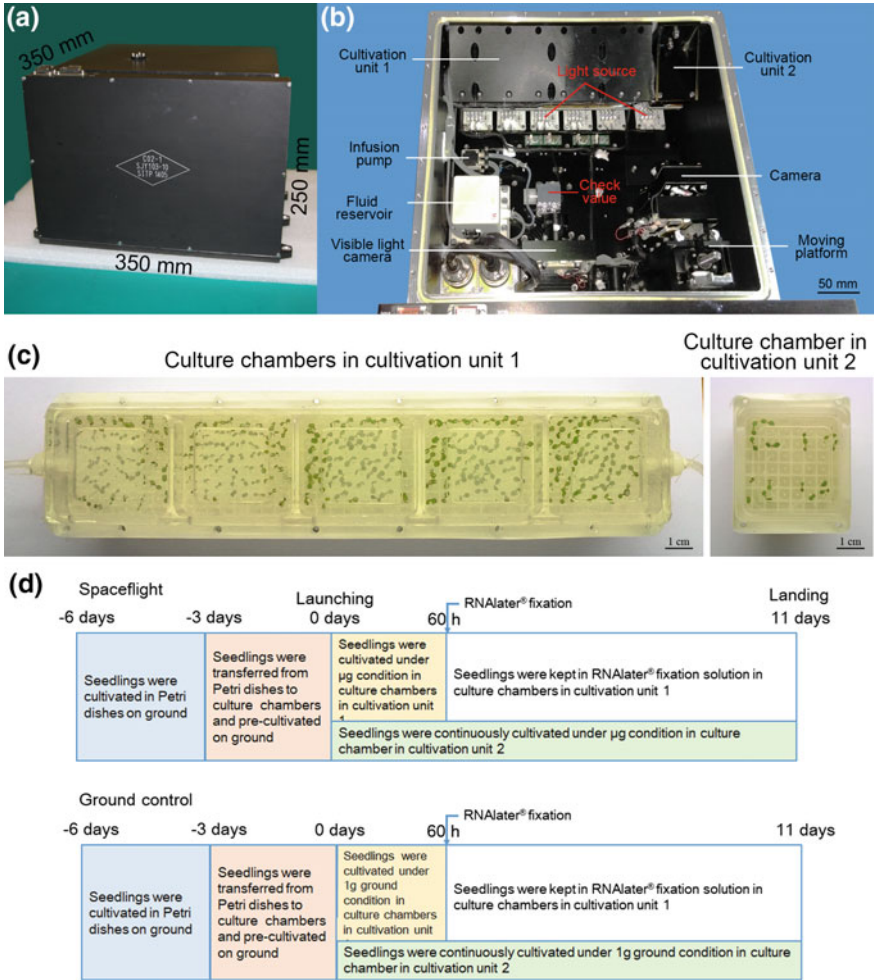 (a)
350 mm
C02-1
SJYT03-10
SITP 1405
250 mm
350 mm
(b)
Cultivation
unit 1
Light source
Cultivation
unit 2
Infusion
pump
Fluid
reservoir
Visible light
camera
Check
value
Camera
Moving
platform
50 mm
(c)
Culture chambers in cultivation unit 1
Culture chamber in
cultivation unit 2
1 cm
1 cm
(d)
Spaceflight
-6 days
-3 days
Launching
0 days
60 h
RNAlater® fixation
Landing
11 days
Seedlings were
cultivated in Petri
dishes on ground
Seedlings were
transferred from
Petri dishes to
culture chambers
and pre-cultivated
on ground
Seedlings were
cultivated under
µg condition in
culture chambers
in cultivation unit
Seedlings were kept in RNAlater® fixation solution in
culture chambers in cultivation unit 1
Seedlings were continuously cultivated under µg condition in culture
chamber in cultivation unit 2
Ground control
-6 days
-3 days
0 days
60 h
RNAlater® fixation
11 days
Seedlings were
cultivated in Petri
dishes on ground
Seedlings were
transferred from
Petri dishes to
culture chambers
and pre-cultivated
on ground
Seedlings were
cultivated under
1g ground
condition in
culture chambers
in cultivation unit
Seedlings were kept in RNAlater® fixation solution in
culture chambers in cultivation unit 1
Seedlings were continuously cultivated under 1g ground condition in culture
chamber in cultivation unit 2